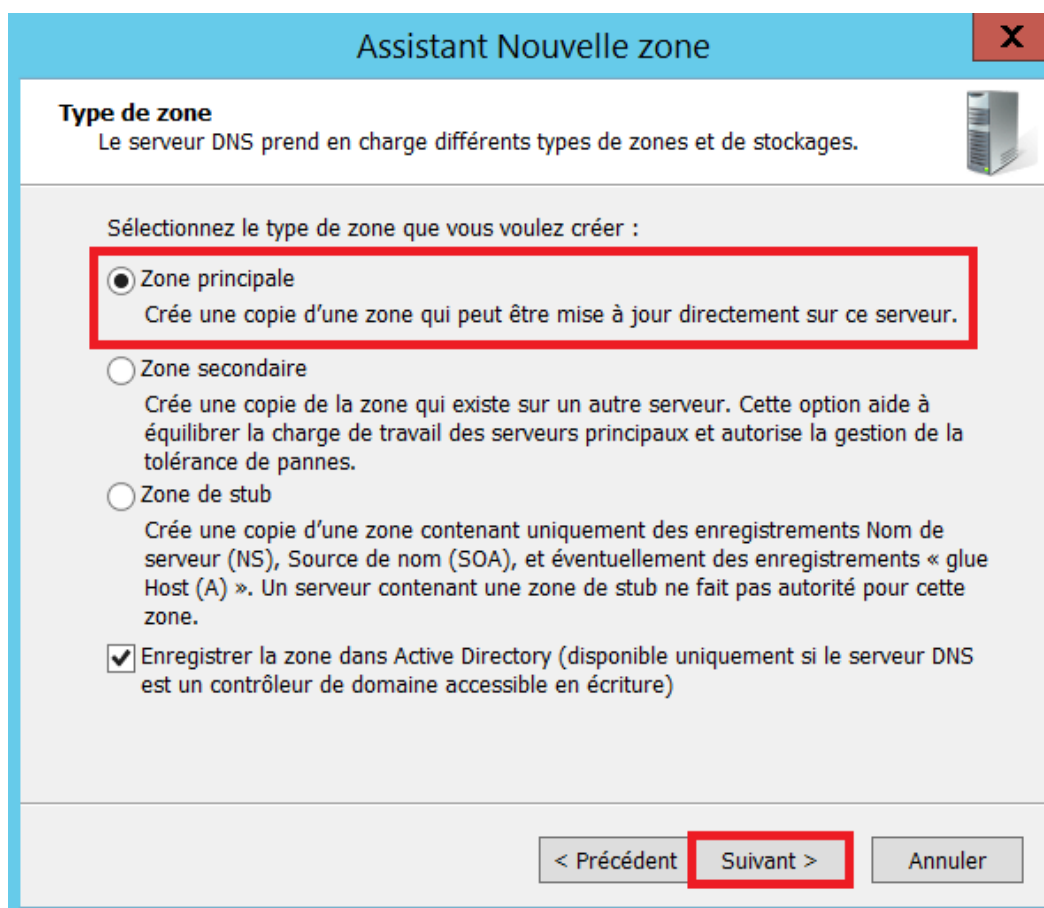 Assistant Nouvelle zone
X
Type de zone
Le serveur DNS prend en charge différents types de zones et de stockages.
Sélectionnez le type de zone que vous voulez créer :
Zone principale
Crée une copie d’une zone qui peut être mise à jour directement sur ce serveur.
Zone secondaire
Crée une copie de la zone qui existe sur un autre serveur. Cette option aide à
équilibrer la charge de travail des serveurs principaux et autorise la gestion de la
tolérance de pannes.
Zone de stub
Crée une copie d’une zone contenant uniquement des enregistrements Nom de
serveur (NS), Source de nom (SOA), et éventuellement des enregistrements « glue
Host (A) ». Un serveur contenant une zone de stub ne fait pas autorité pour cette
zone.
Enregistrer la zone dans Active Directory (disponible uniquement si le serveur DNS
est un contrôleur de domaine accessible en écriture)
< Précédent Suivant > Annuler